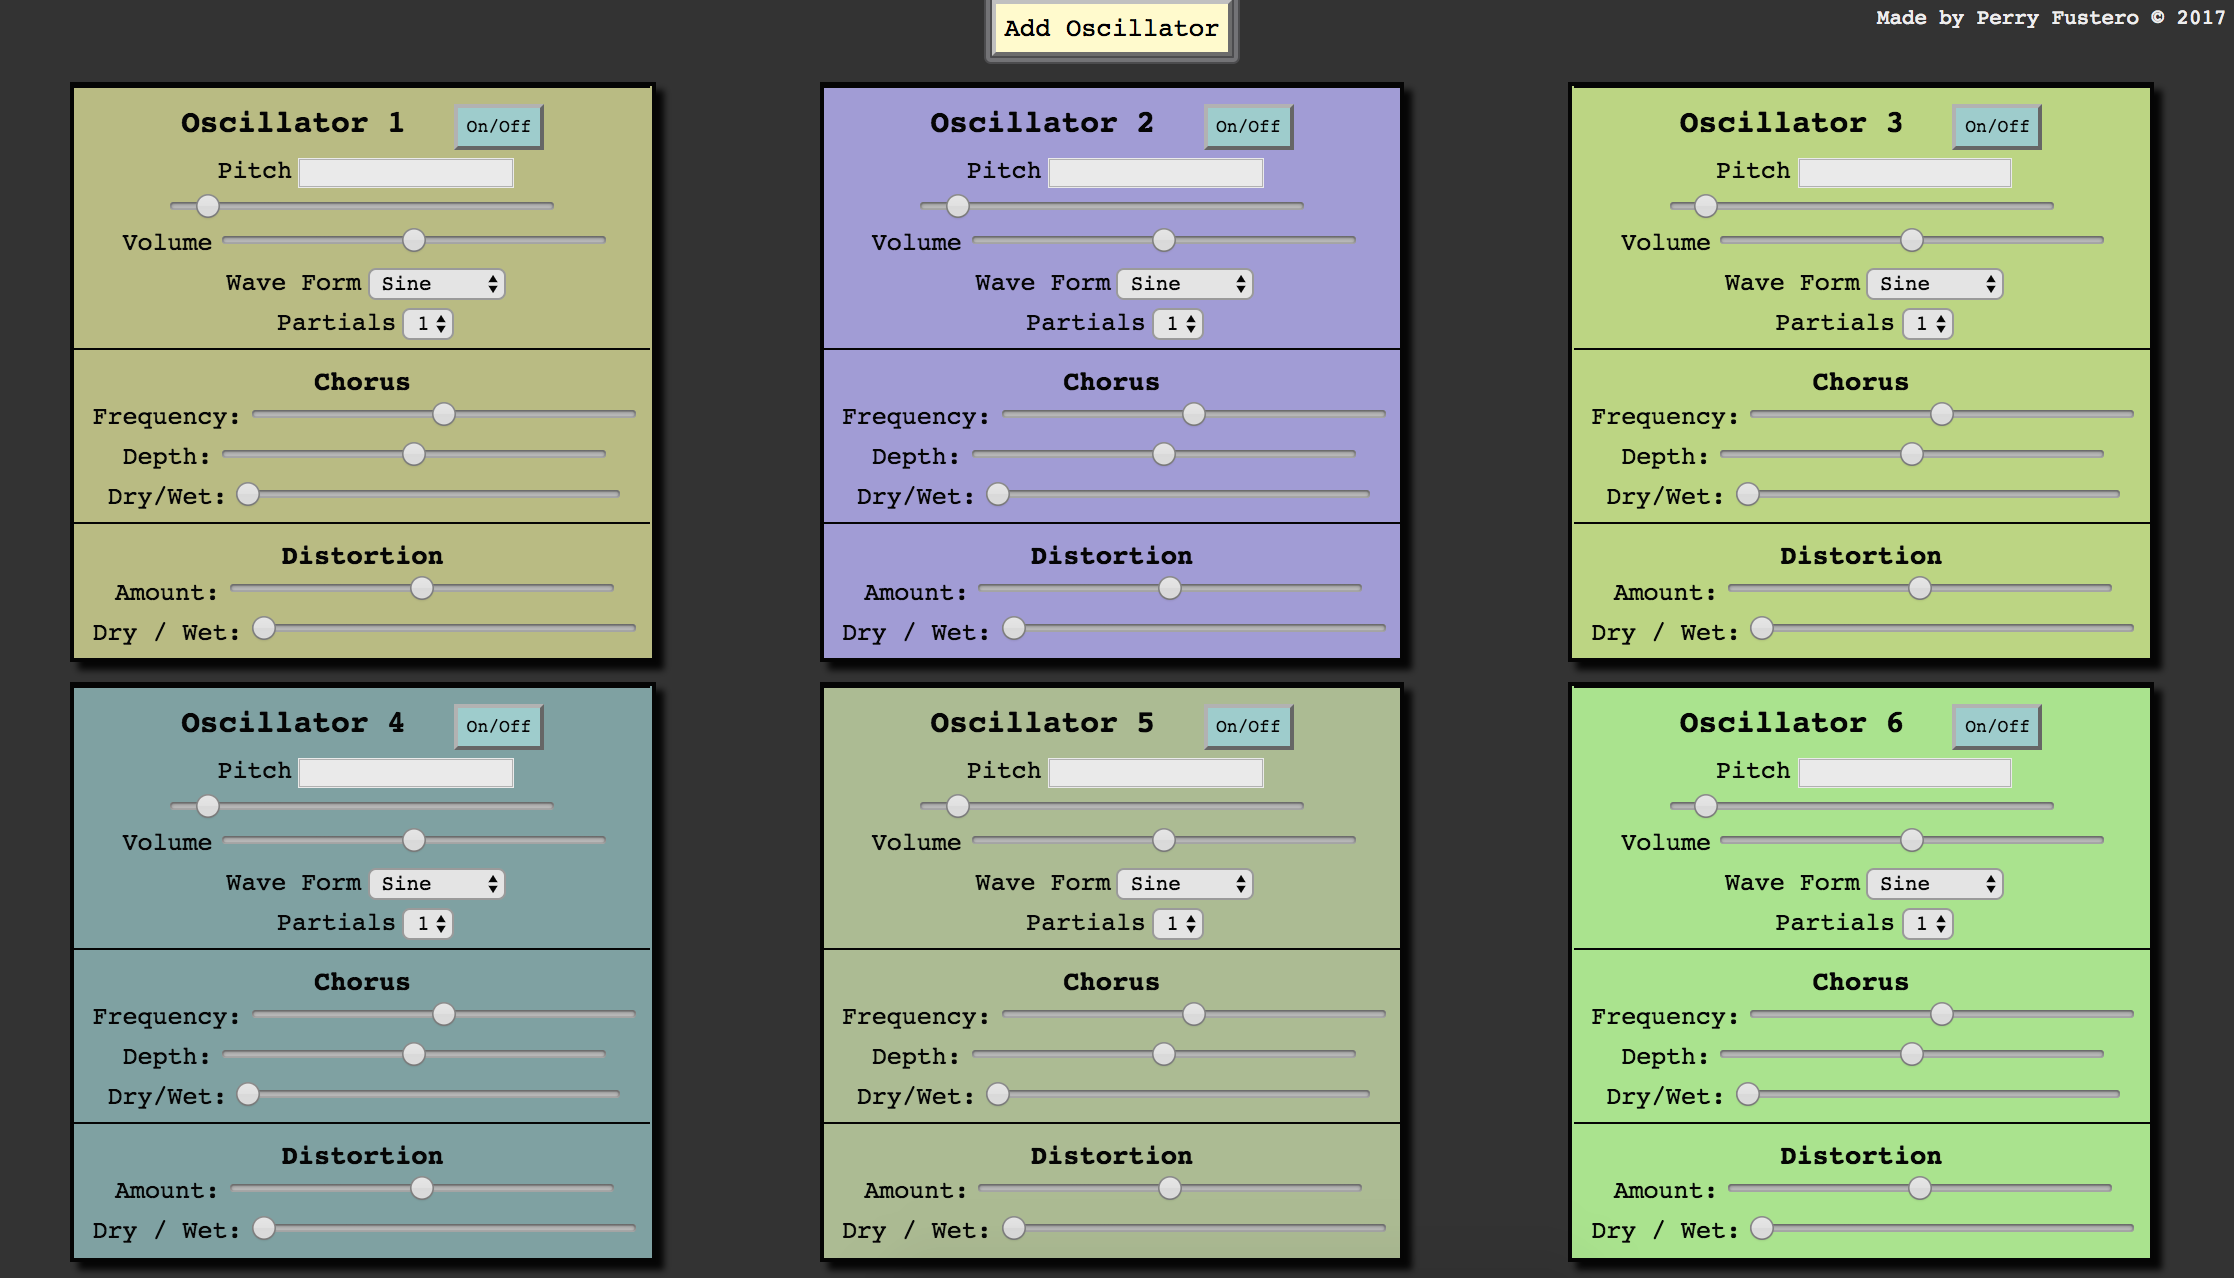 Add Oscillator
Made by Perry Fustero © 2017
Oscillator 1 On/Off
Pitch
Volume
Wave Form Sine
Partials 1
Chorus
Frequency:
Depth:
Dry/Wet:
Distortion
Amount:
Dry / Wet:
Oscillator 2 On/Off
Pitch
Volume
Wave Form Sine
Partials 1
Chorus
Frequency:
Depth:
Dry/Wet:
Distortion
Amount:
Dry / Wet:
Oscillator 3 On/Off
Pitch
Volume
Wave Form Sine
Partials 1
Chorus
Frequency:
Depth:
Dry/Wet:
Distortion
Amount:
Dry / Wet:
Oscillator 4 On/Off
Pitch
Volume
Wave Form Sine
Partials 1
Chorus
Frequency:
Depth:
Dry/Wet:
Distortion
Amount:
Dry / Wet:
Oscillator 5 On/Off
Pitch
Volume
Wave Form Sine
Partials 1
Chorus
Frequency:
Depth:
Dry/Wet:
Distortion
Amount:
Dry / Wet:
Oscillator 6 On/Off
Pitch
Volume
Wave Form Sine
Partials 1
Chorus
Frequency:
Depth:
Dry/Wet:
Distortion
Amount:
Dry / Wet: